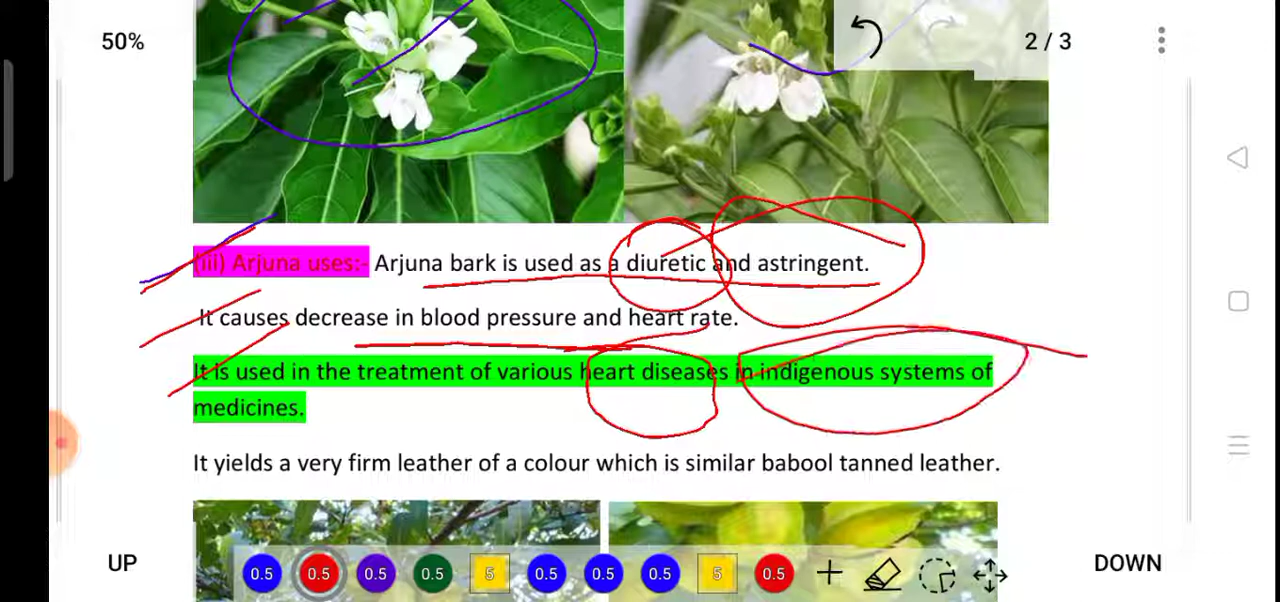 50%
2 / 3
(iii) Arjuna uses:- Arjuna bark is used as a diuretic and astringent.
It causes decrease in blood pressure and heart rate.
It is used in the treatment of various heart diseases in indigenous systems of
medicines.
It yields a very firm leather of a colour which is similar babool tanned leather.
UP
DOWN
0.5 0.5 0.5 0.5 5 0.5 0.5 0.5 5 0.5